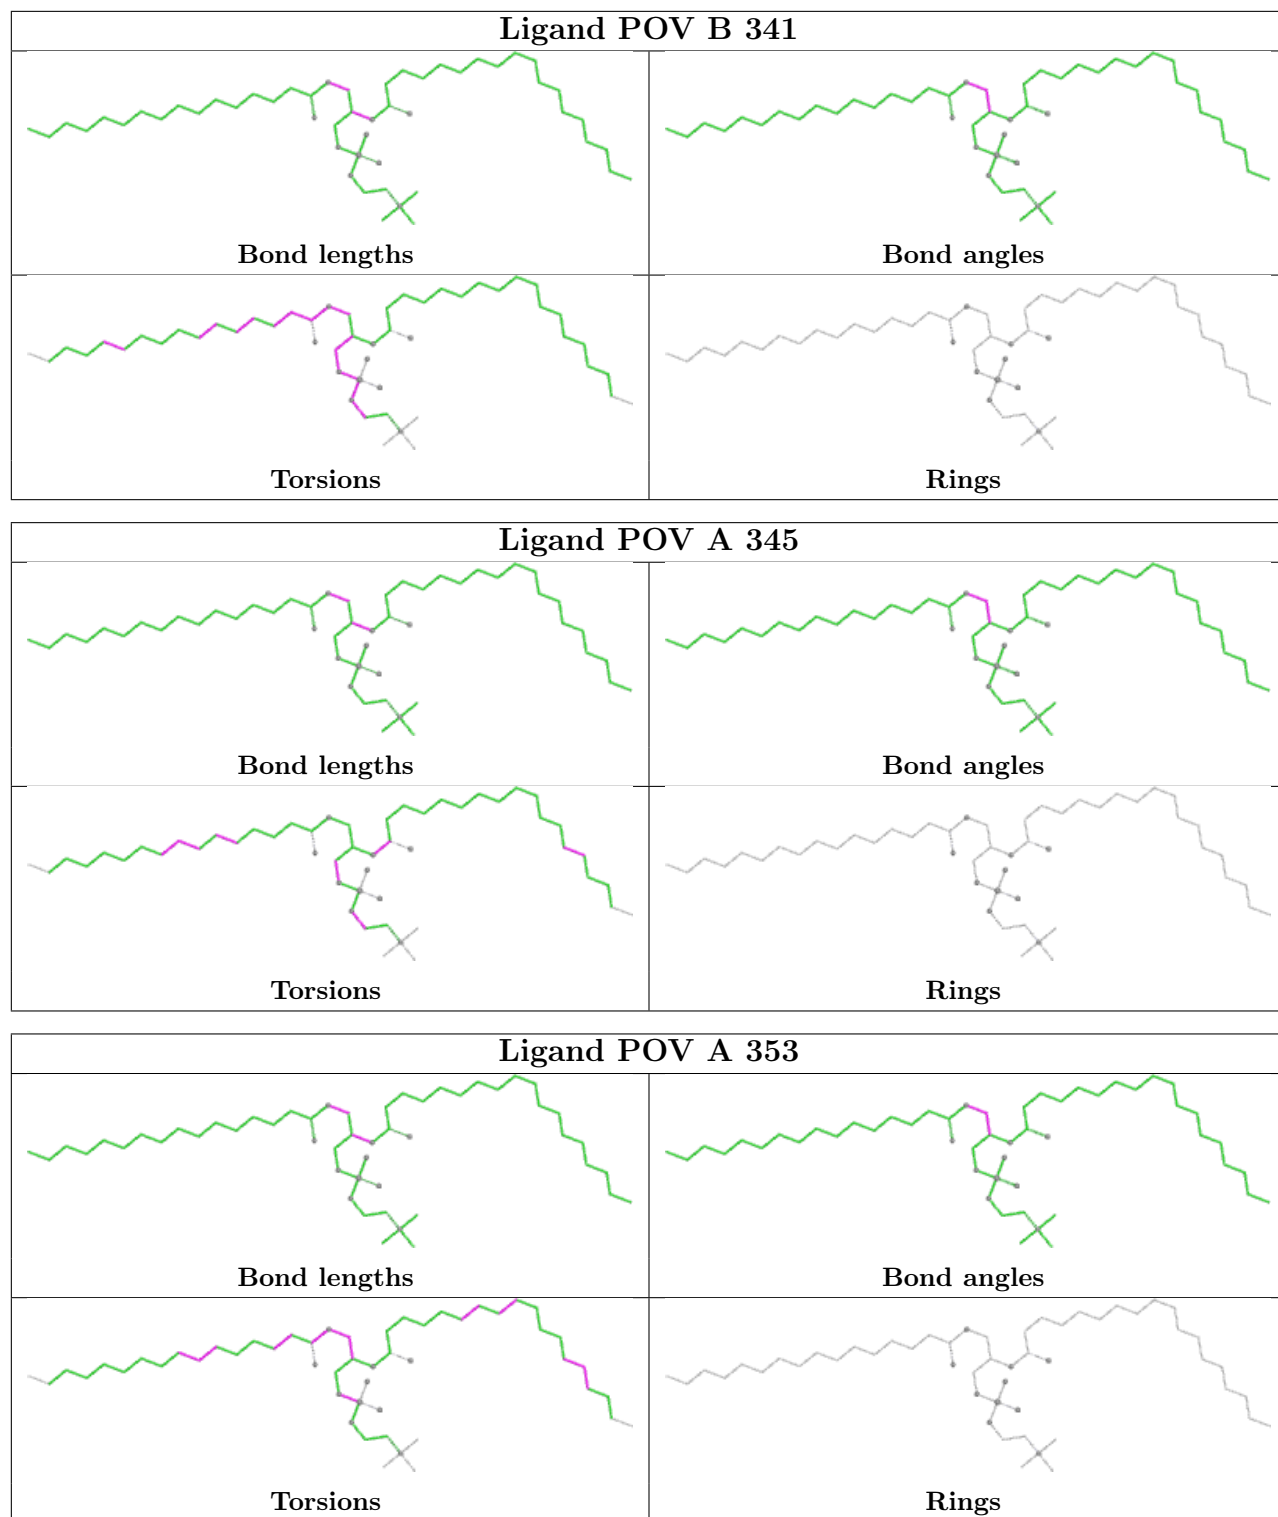 Ligand POV B 341
Bond lengths
Bond angles
Torsions
Rings
Ligand POV A 345
Bond lengths
Bond angles
Torsions
Rings
Ligand POV A 353
Bond lengths
Bond angles
Torsions
Rings